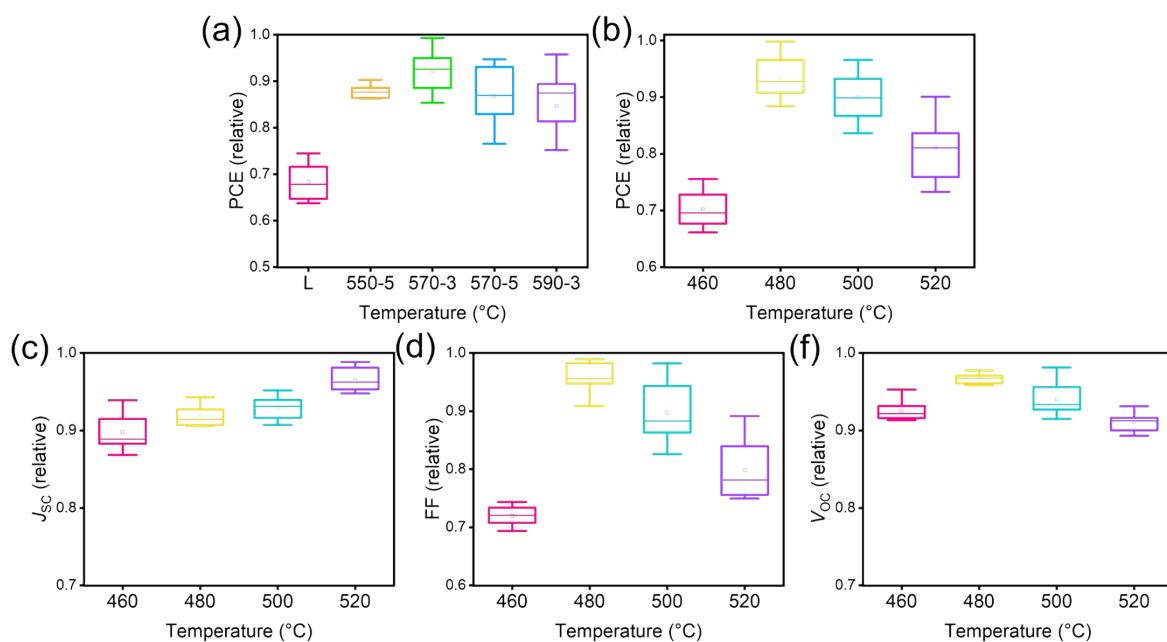 (a)
1.0
0.9
0.8
0.7
0.6
0.5
PCE (relative)
L 550-5 570-3 570-5 590-3
Temperature (°C)
(b)
1.0
0.9
0.8
0.7
0.6
PCE (relative)
460 480 500 520
Temperature (°C)
(c)
1.0
0.9
0.8
0.7
JSC (relative)
460 480 500 520
Temperature (°C)
(d)
1.0
0.9
0.8
0.7
0.6
FF (relative)
460 480 500 520
Temperature (°C)
(f)
1.0
0.9
0.8
0.7
VOC (relative)
460 480 500 520
Temperature (°C)